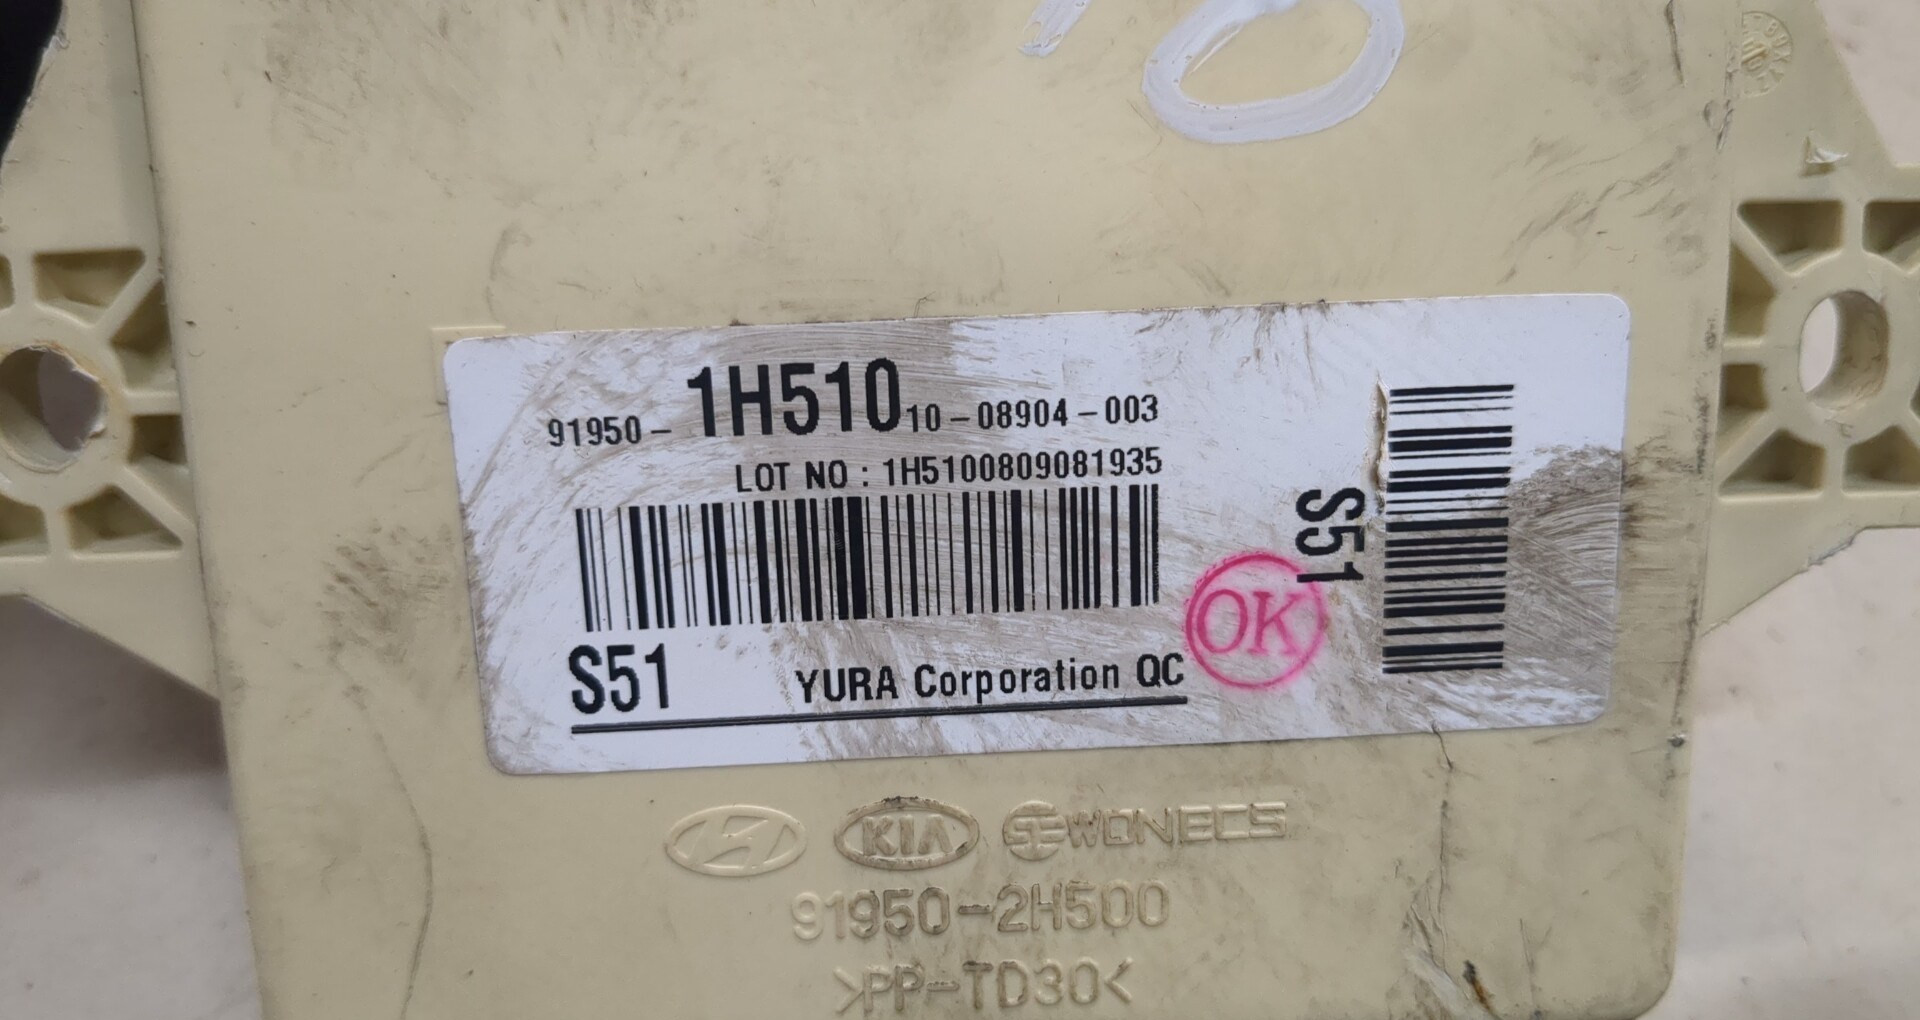 91950-1H510 10-08904-003
LOT NO : 1H5100809081935
S51
S51 YURA Corporation QC
OK
KIA SEWONECS
91950-2H500
>PP-TD30<